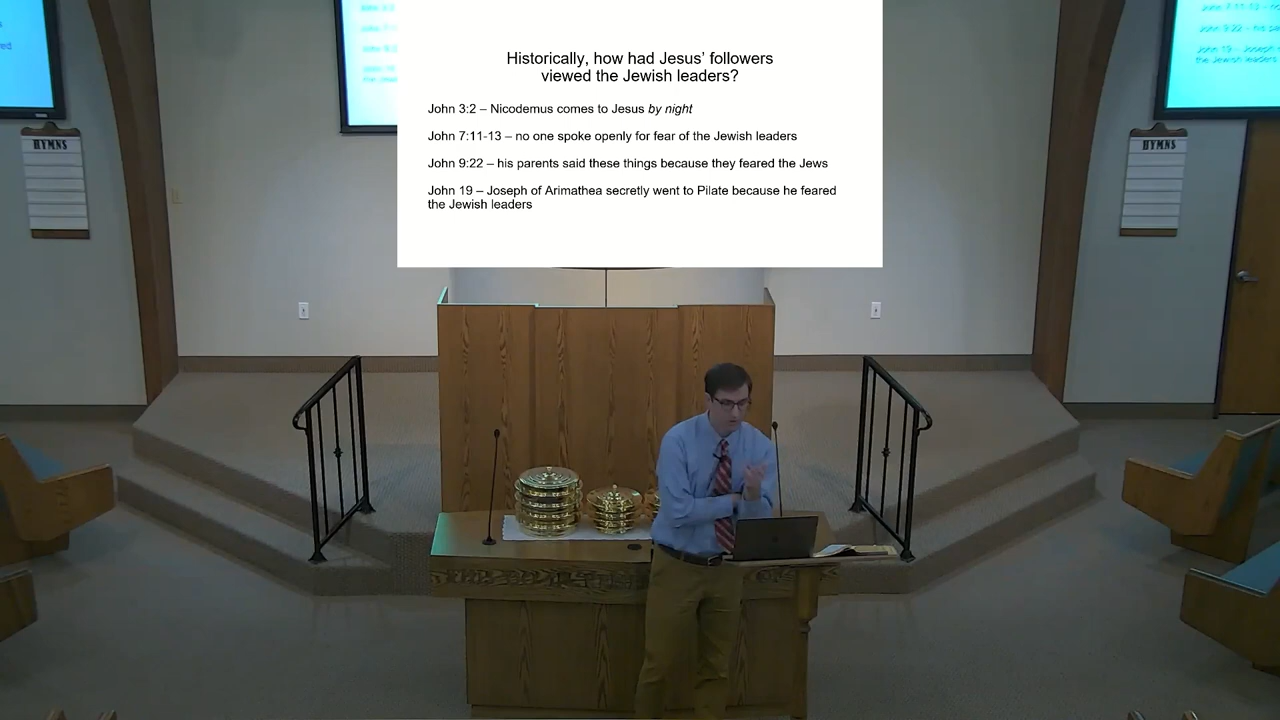 Historically, how had Jesus’ followers
viewed the Jewish leaders?
John 3:2 – Nicodemus comes to Jesus by night
John 7:11-13 – no one spoke openly for fear of the Jewish leaders
John 9:22 – his parents said these things because they feared the Jews
John 19 – Joseph of Arimathea secretly went to Pilate because he feared
the Jewish leaders
HYMNS
HYMNS